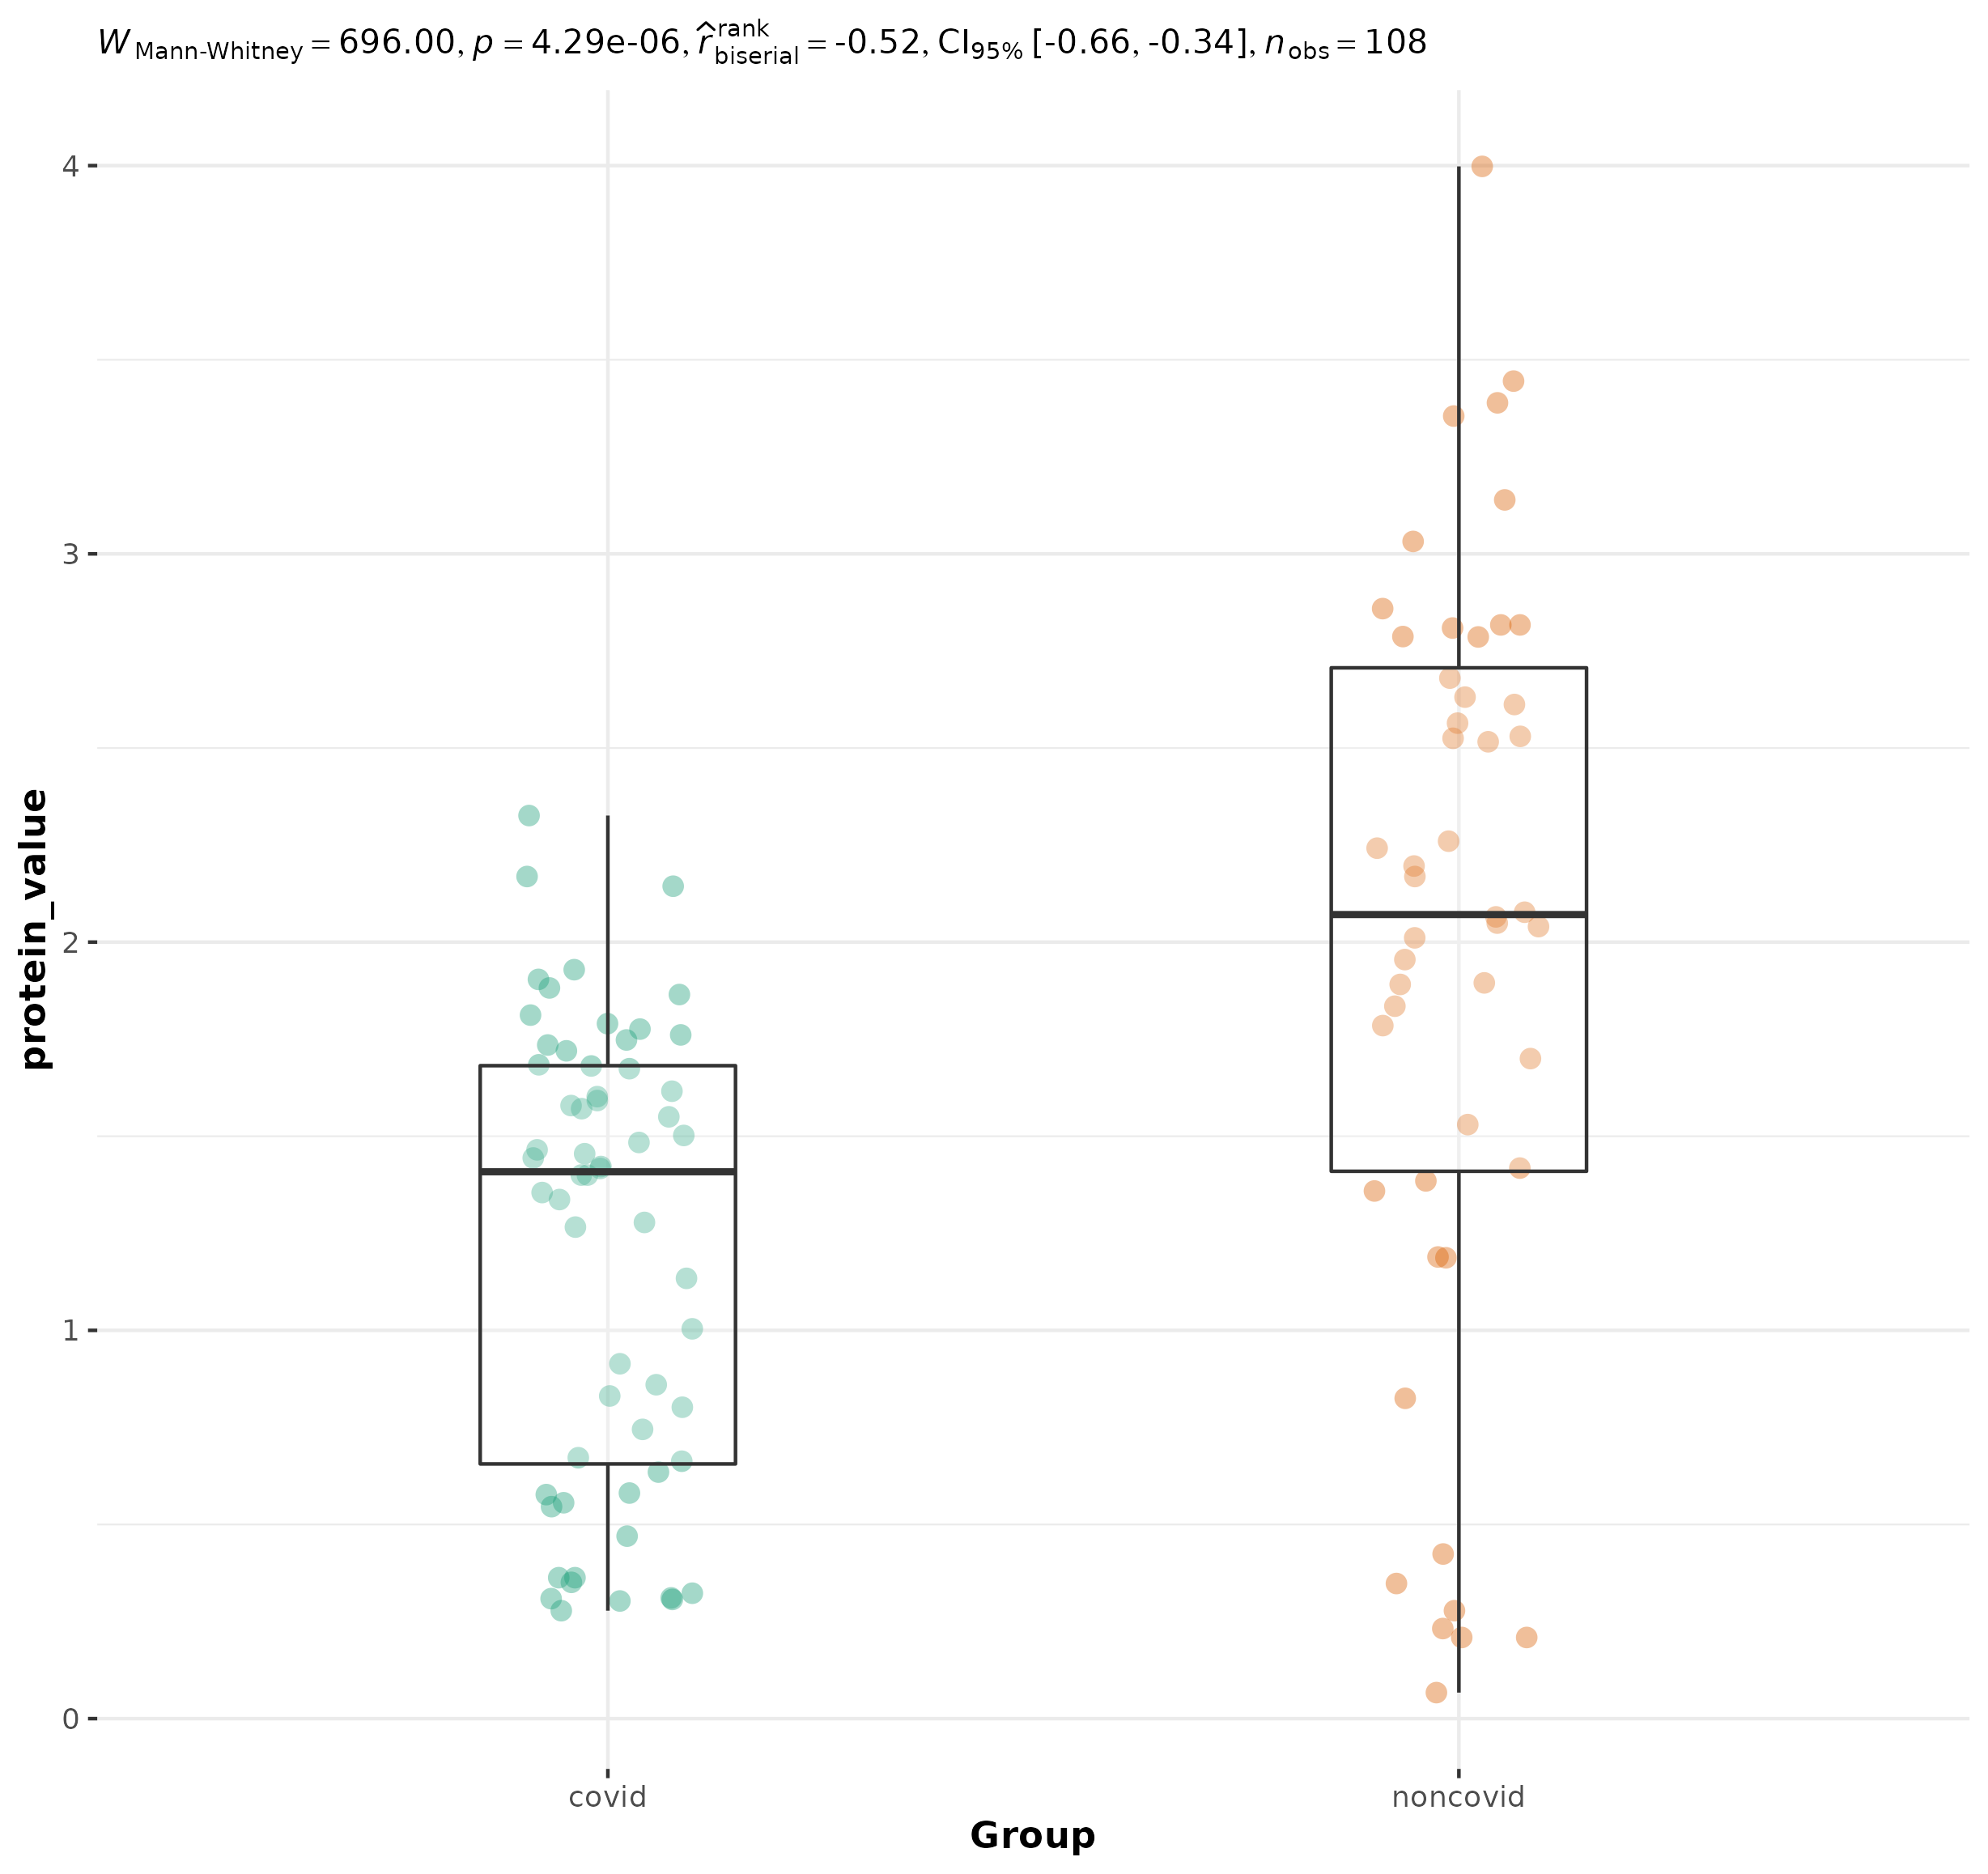 W Mann-Whitney = 696.00, p = 4.29e-06, r̂ rank biserial = -0.52, CI95% [-0.66, -0.34], nobs = 108
4
3
2
1
0
protein_value
covid noncovid
Group